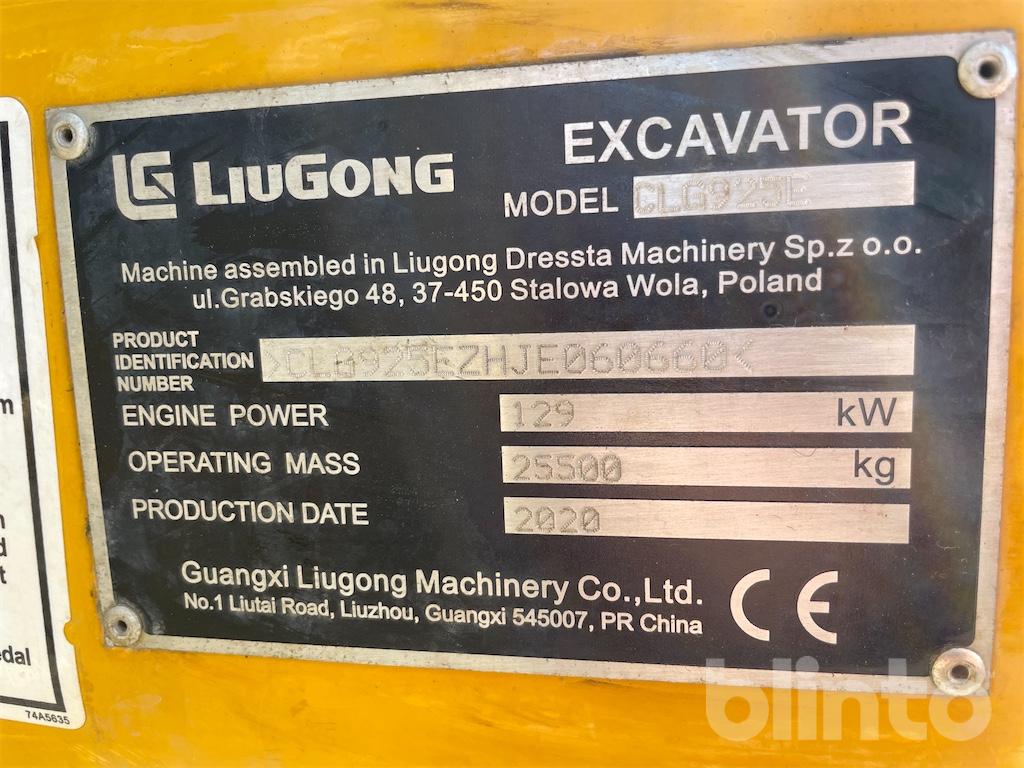 LG LIUGONG
EXCAVATOR
MODEL CLG925E
Machine assembled in Liugong Dressta Machinery Sp.z o.o.
ul.Grabskiego 48, 37-450 Stalowa Wola, Poland
PRODUCT
IDENTIFICATION
NUMBER
>CLG925EZHJE060660<
ENGINE POWER 129 kW
OPERATING MASS 25500 kg
PRODUCTION DATE 2020
Guangxi Liugong Machinery Co.,Ltd.
No.1 Liutai Road, Liuzhou, Guangxi 545007, PR China
CE
m
n
d
t
edal
74A5635
blinto